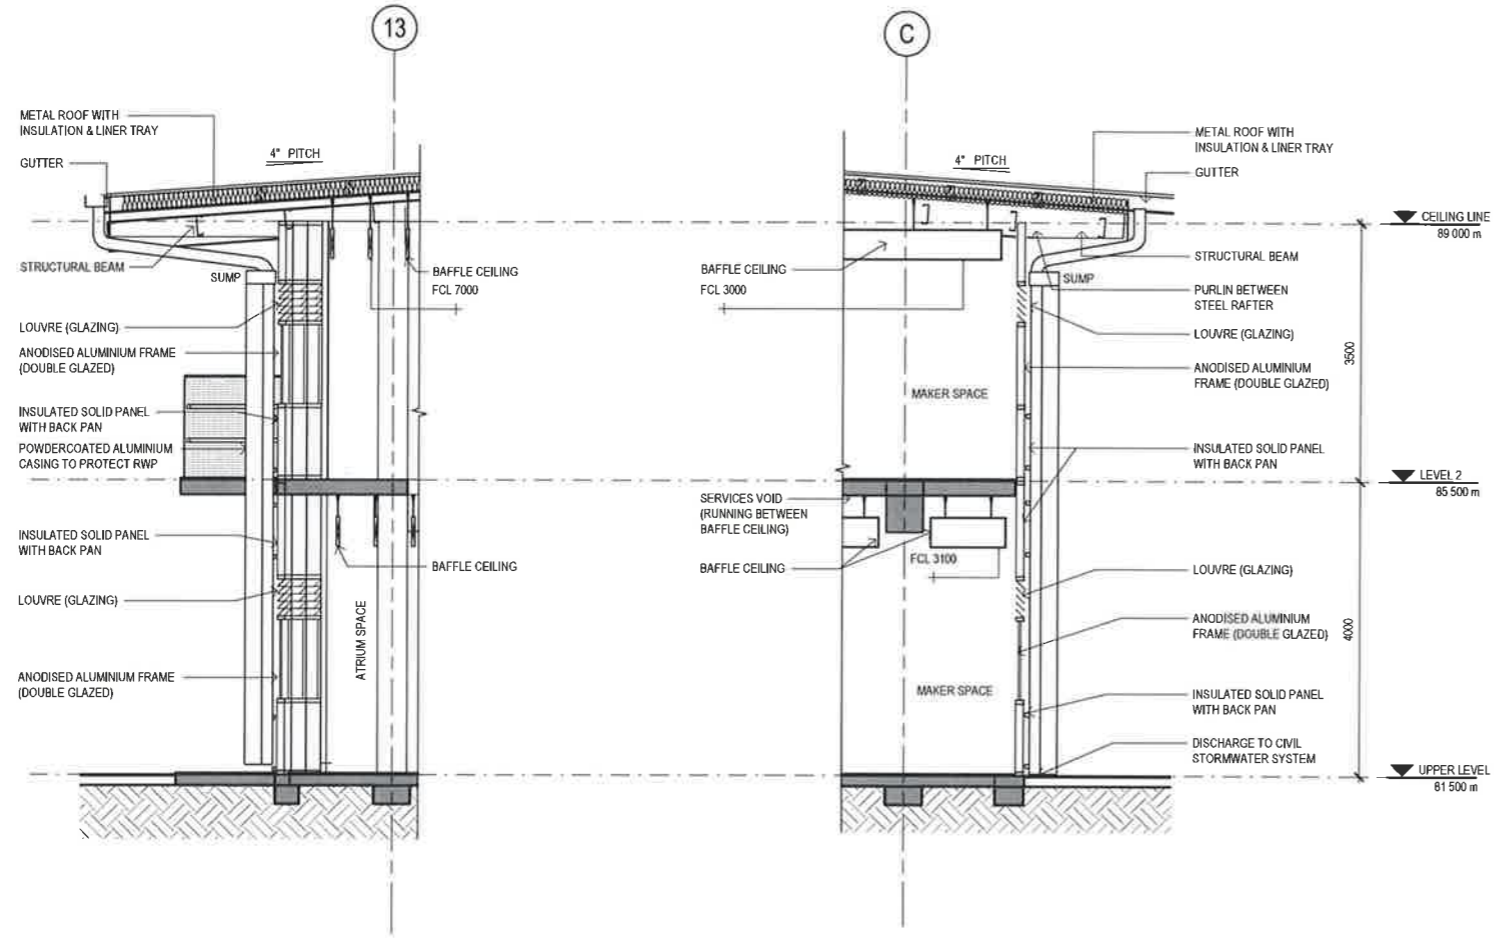 13
C
METAL ROOF WITH
INSULATION & LINER TRAY
4° PITCH
GUTTER
STRUCTURAL BEAM
SUMP
BAFFLE CEILING
FCL 7000
LOUVRE (GLAZING)
ANODISED ALUMINIUM FRAME
(DOUBLE GLAZED)
INSULATED SOLID PANEL
WITH BACK PAN
POWDERCOATED ALUMINIUM
CASING TO PROTECT RWP
INSULATED SOLID PANEL
WITH BACK PAN
BAFFLE CEILING
LOUVRE (GLAZING)
ATRIUM SPACE
ANODISED ALUMINIUM FRAME
(DOUBLE GLAZED)
4° PITCH
METAL ROOF WITH
INSULATION & LINER TRAY
GUTTER
CEILING LINE
89 000 m
STRUCTURAL BEAM
BAFFLE CEILING
FCL 3000
SUMP
PURLIN BETWEEN
STEEL RAFTER
LOUVRE (GLAZING)
3500
ANODISED ALUMINIUM
FRAME (DOUBLE GLAZED)
MAKER SPACE
INSULATED SOLID PANEL
WITH BACK PAN
LEVEL 2
85 500 m
SERVICES VOID
(RUNNING BETWEEN
BAFFLE CEILING)
BAFFLE CEILING
FCL 3100
LOUVRE (GLAZING)
4000
ANODISED ALUMINIUM
FRAME (DOUBLE GLAZED)
MAKER SPACE
INSULATED SOLID PANEL
WITH BACK PAN
DISCHARGE TO CIVIL
STORMWATER SYSTEM
UPPER LEVEL
81 500 m